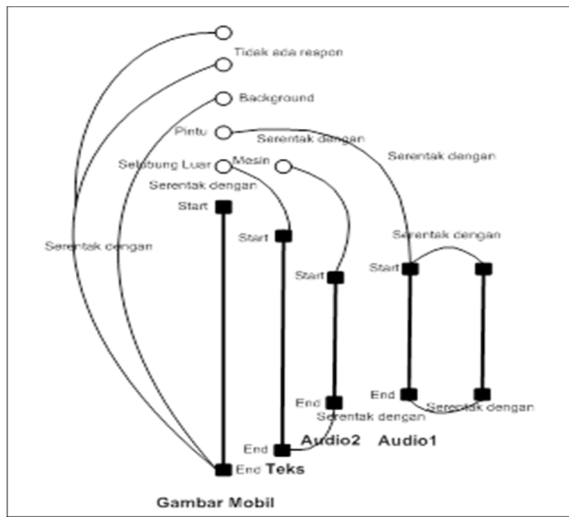 Tidak ada respon
Background
Pintu
Serentak dengan
Serentak dengan
Selubung Luar
Mesin
Serentak dengan
Start
Start
Serentak dengan
Serentak dengan
Start
Start
End
End
Serentak dengan
Serentak dengan
End
Audio2
Audio1
End
Teks
Gambar Mobil